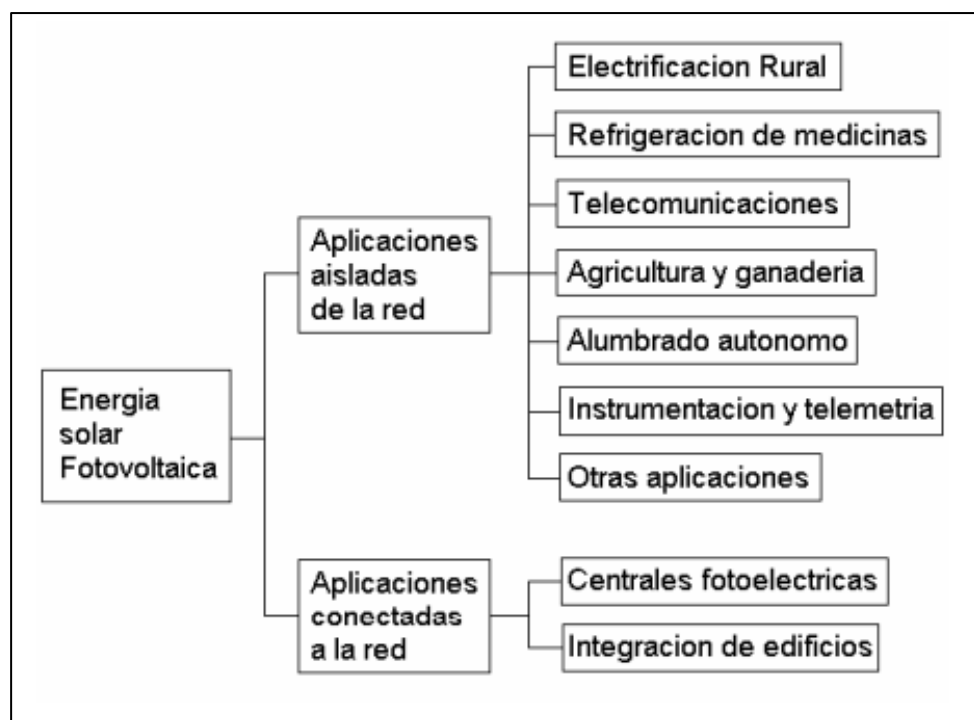 Energia
solar
Fotovoltaica
Aplicaciones
aisladas
de la red
Electrificacion Rural
Refrigeracion de medicinas
Telecomunicaciones
Agricultura y ganaderia
Alumbrado autonomo
Instrumentacion y telemetria
Otras aplicaciones
Aplicaciones
conectadas
a la red
Centrales fotoelectricas
Integracion de edificios